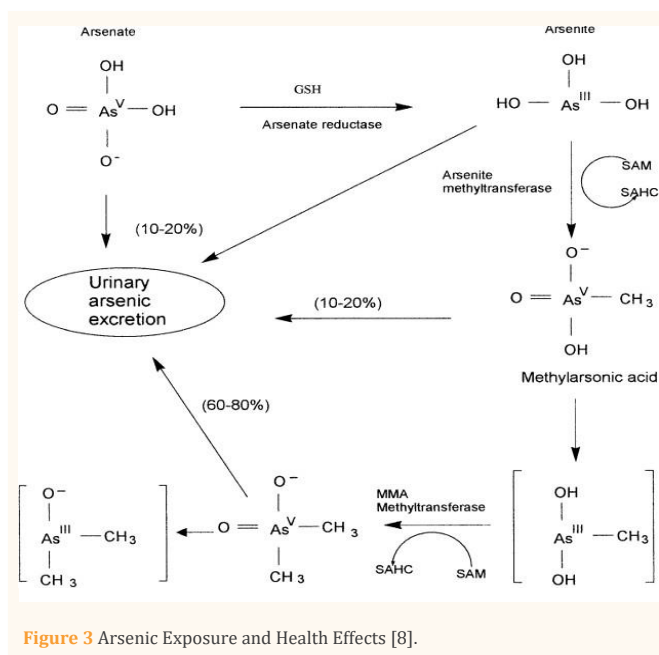 Arsenate
Arsenite
OH
O = As^V — OH
O⁻
GSH
Arsenate reductase
OH
HO — As^III — OH
Arsenite
methyltransferase
SAM
SAHC
(10-20%)
Urinary
arsenic
excretion
(10-20%)
O⁻
O = As^V — CH3
OH
Methylarsonic acid
(60-80%)
O⁻
As^III — CH3
CH3
O⁻
O = As^V — CH3
CH3
MMA
Methyltransferase
SAHC
SAM
OH
As^III — CH3
OH
Figure 3 Arsenic Exposure and Health Effects [8].